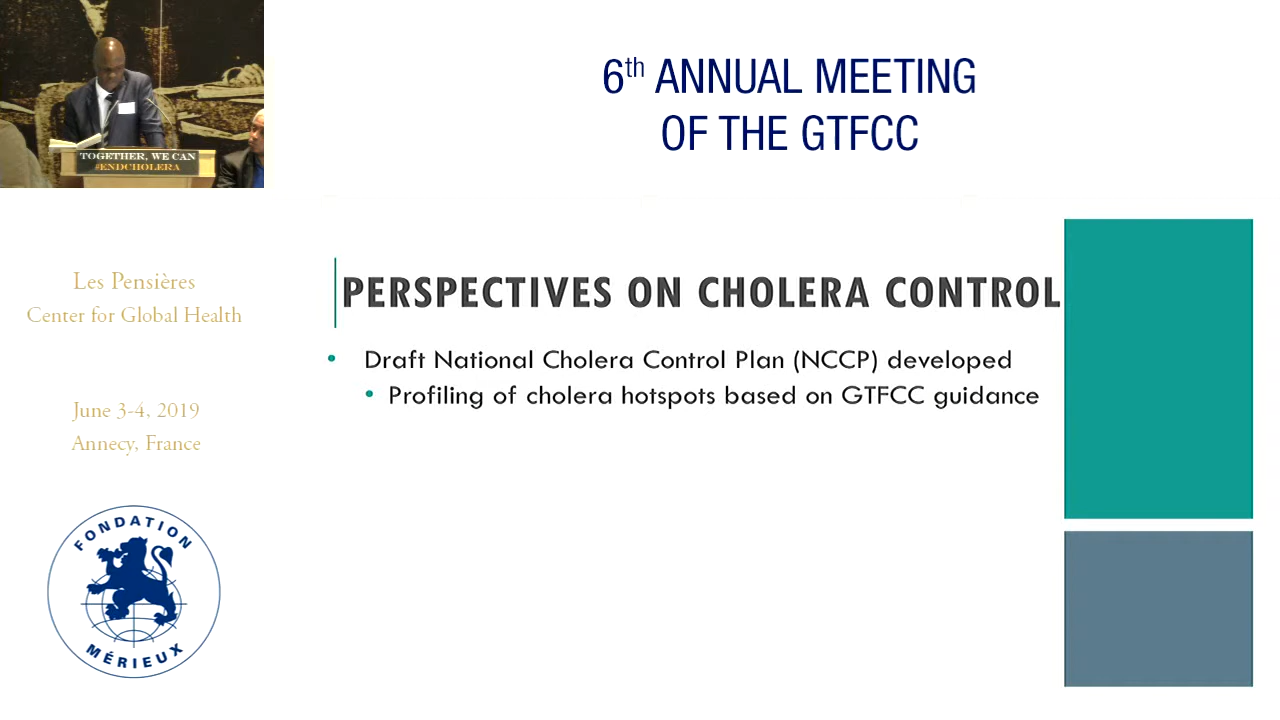 TOGETHER, WE CAN
#ENDCHOLERA
6th ANNUAL MEETING
OF THE GTFCC
Les Pensières
Center for Global Health
June 3-4, 2019
Annecy, France
FONDATION
MÉRIEUX
PERSPECTIVES ON CHOLERA CONTROL
• Draft National Cholera Control Plan (NCCP) developed
• Profiling of cholera hotspots based on GTFCC guidance